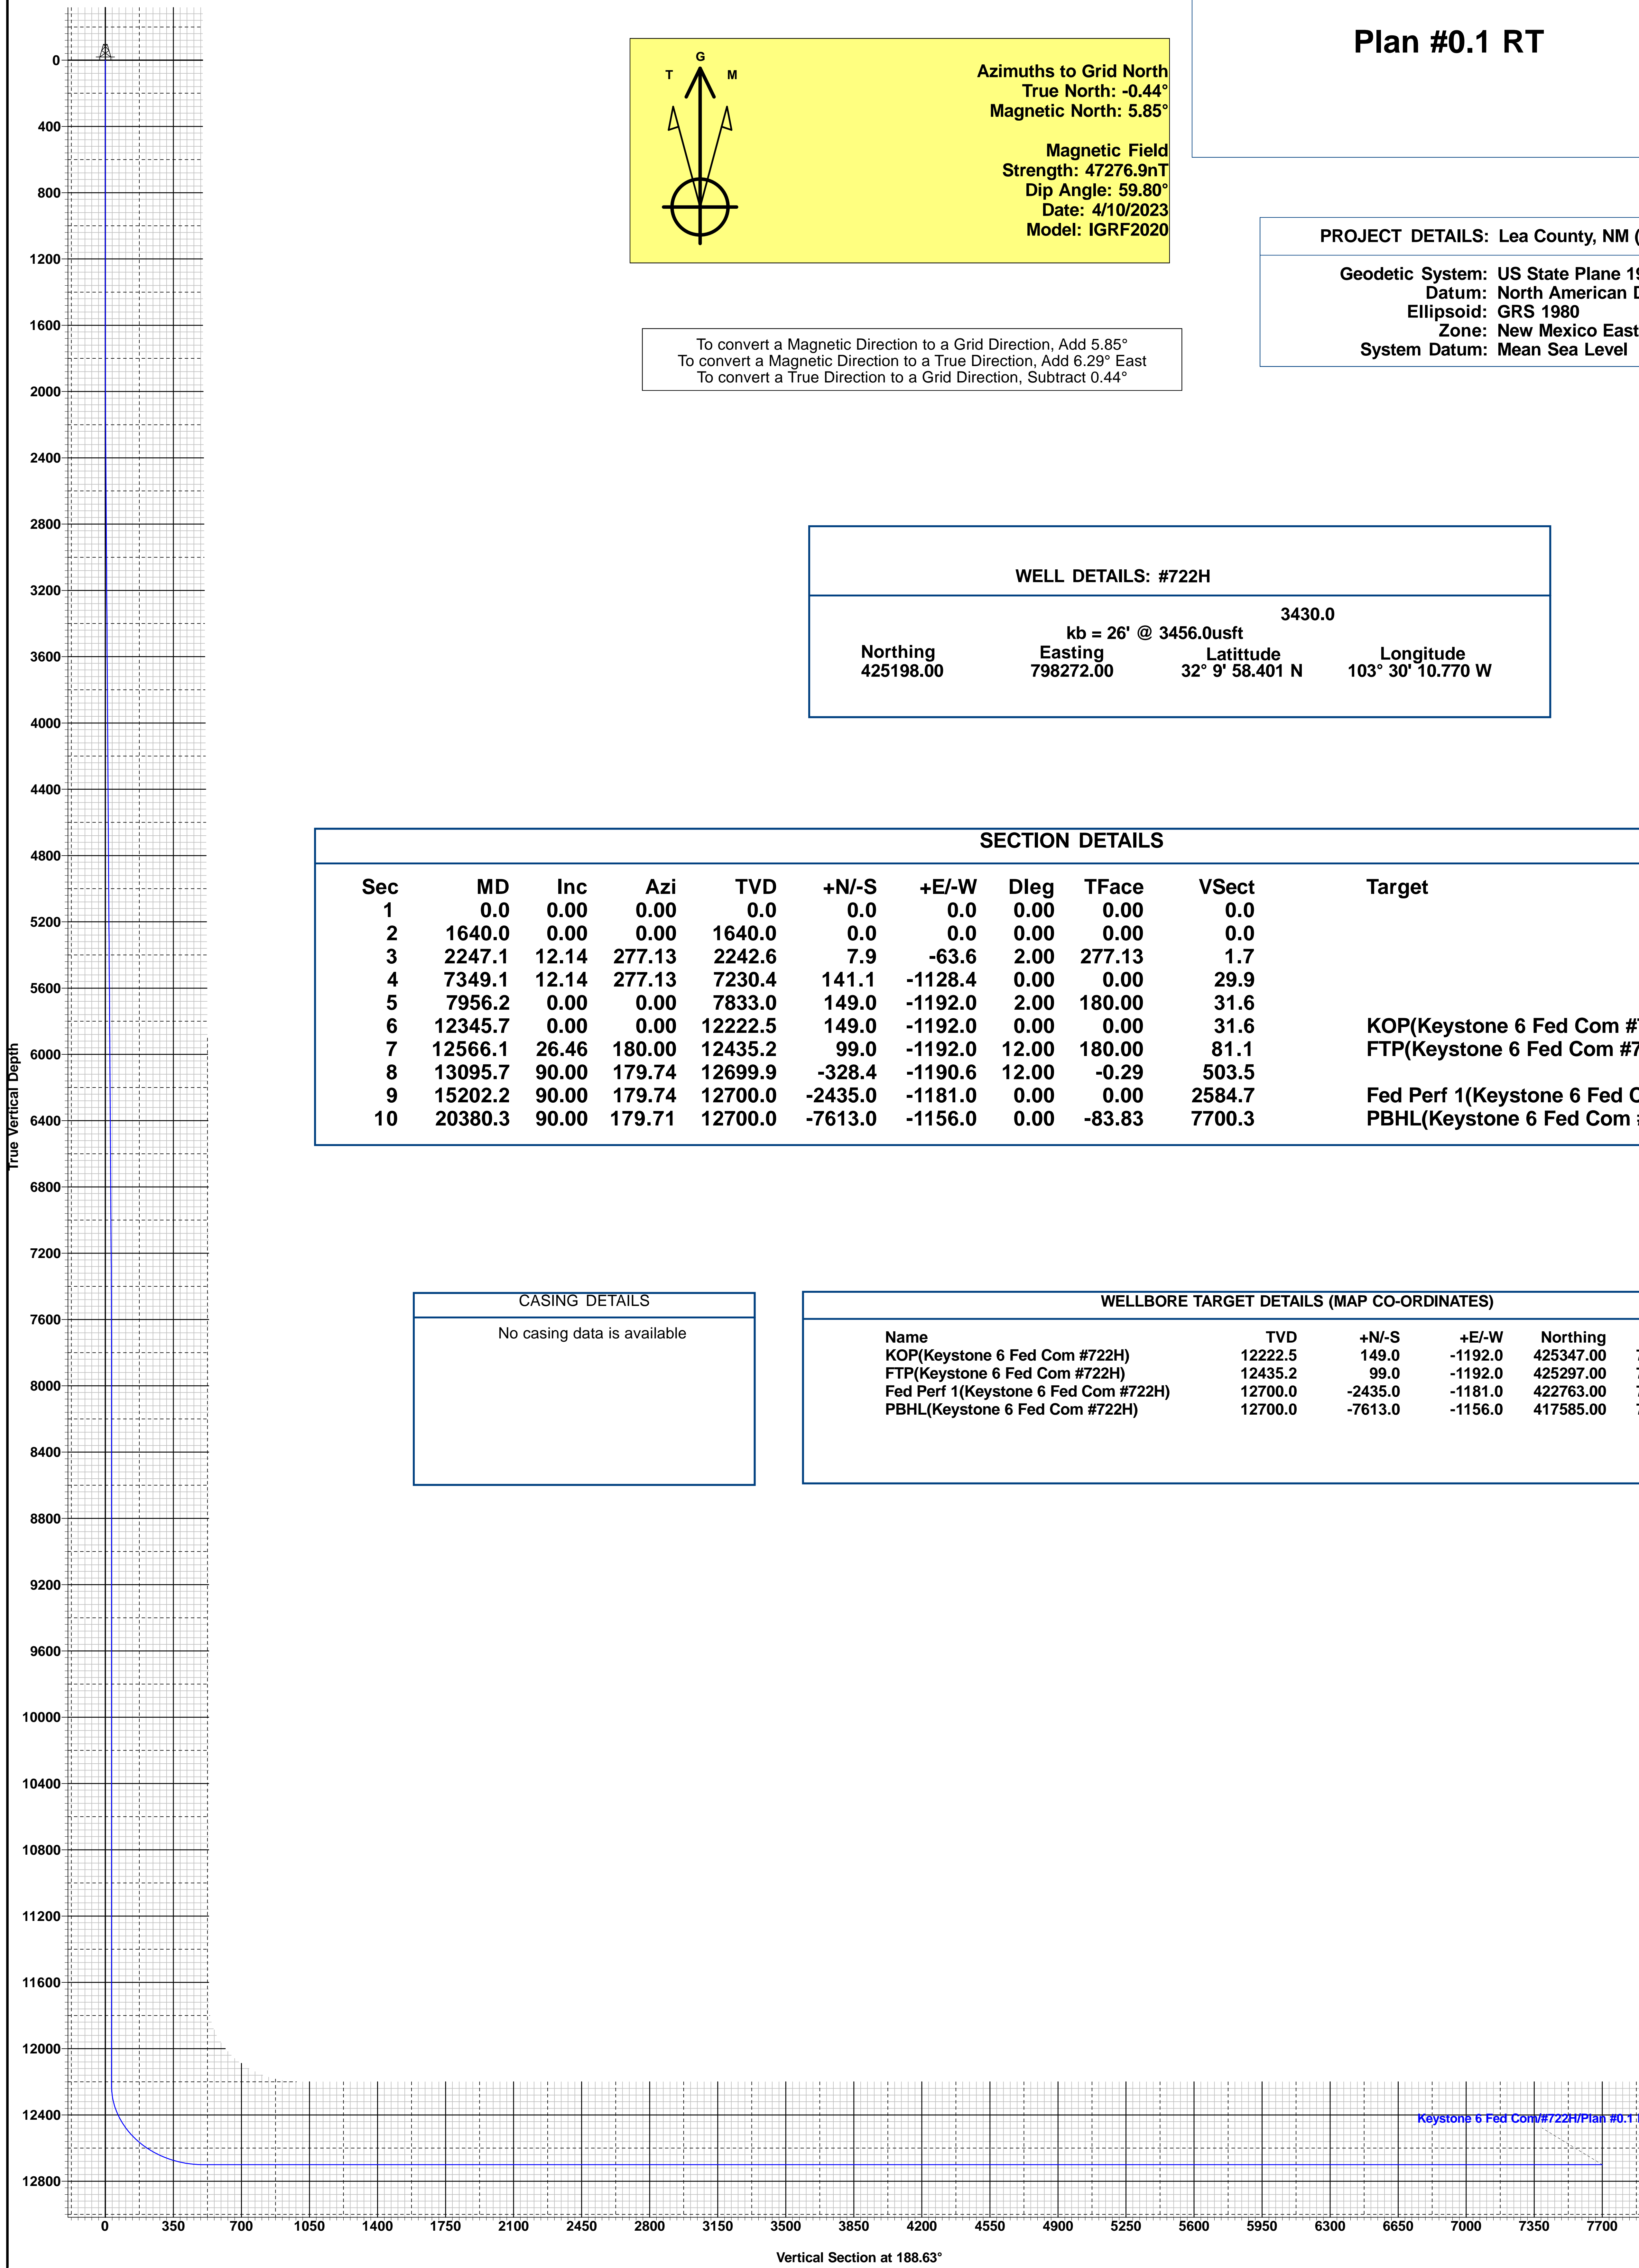 Plan #0.1 RT
T G M
Azimuths to Grid North
True North: -0.44°
Magnetic North: 5.85°
Magnetic Field
Strength: 47276.9nT
Dip Angle: 59.80°
Date: 4/10/2023
Model: IGRF2020
To convert a Magnetic Direction to a Grid Direction, Add 5.85°
To convert a Magnetic Direction to a True Direction, Add 6.29° East
To convert a True Direction to a Grid Direction, Subtract 0.44°
PROJECT DETAILS: Lea County, NM (
Geodetic System: US State Plane 19
Datum: North American D
Ellipsoid: GRS 1980
Zone: New Mexico East
System Datum: Mean Sea Level
WELL DETAILS: #722H
3430.0
kb = 26' @ 3456.0usft
Northing Easting Latittude Longitude
425198.00 798272.00 32° 9' 58.401 N 103° 30' 10.770 W
SECTION DETAILS
Sec MD Inc Azi TVD +N/-S +E/-W Dleg TFace VSect Target
1 0.0 0.00 0.00 0.0 0.0 0.0 0.00 0.00 0.0
2 1640.0 0.00 0.00 1640.0 0.0 0.0 0.00 0.00 0.0
3 2247.1 12.14 277.13 2242.6 7.9 -63.6 2.00 277.13 1.7
4 7349.1 12.14 277.13 7230.4 141.1 -1128.4 0.00 0.00 29.9
5 7956.2 0.00 0.00 7833.0 149.0 -1192.0 2.00 180.00 31.6
6 12345.7 0.00 0.00 12222.5 149.0 -1192.0 0.00 0.00 31.6 KOP(Keystone 6 Fed Com #7
7 12566.1 26.46 180.00 12435.2 99.0 -1192.0 12.00 180.00 81.1 FTP(Keystone 6 Fed Com #7
8 13095.7 90.00 179.74 12699.9 -328.4 -1190.6 12.00 -0.29 503.5
9 15202.2 90.00 179.74 12700.0 -2435.0 -1181.0 0.00 0.00 2584.7 Fed Perf 1(Keystone 6 Fed C
10 20380.3 90.00 179.71 12700.0 -7613.0 -1156.0 0.00 -83.83 7700.3 PBHL(Keystone 6 Fed Com #
CASING DETAILS
No casing data is available
WELLBORE TARGET DETAILS (MAP CO-ORDINATES)
Name TVD +N/-S +E/-W Northing
KOP(Keystone 6 Fed Com #722H) 12222.5 149.0 -1192.0 425347.00 7
FTP(Keystone 6 Fed Com #722H) 12435.2 99.0 -1192.0 425297.00 7
Fed Perf 1(Keystone 6 Fed Com #722H) 12700.0 -2435.0 -1181.0 422763.00 7
PBHL(Keystone 6 Fed Com #722H) 12700.0 -7613.0 -1156.0 417585.00 7
True Vertical Depth
0
400
800
1200
1600
2000
2400
2800
3200
3600
4000
4400
4800
5200
5600
6000
6400
6800
7200
7600
8000
8400
8800
9200
9600
10000
10400
10800
11200
11600
12000
12400
12800
Keystone 6 Fed Com/#722H/Plan #0.1
0 350 700 1050 1400 1750 2100 2450 2800 3150 3500 3850 4200 4550 4900 5250 5600 5950 6300 6650 7000 7350 7700
Vertical Section at 188.63°